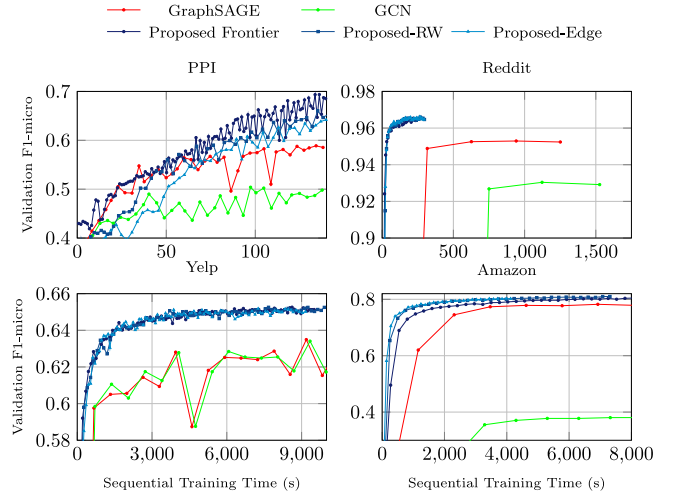 GraphSAGE GCN
Proposed Frontier Proposed-RW Proposed-Edge
PPI Reddit
Validation F1-micro
0.7
0.6
0.5
0.4
0 50 100
0.98
0.96
0.94
0.92
0.9
0 500 1,000 1,500
Yelp Amazon
Validation F1-micro
0.66
0.64
0.62
0.6
0.58
0 3,000 6,000 9,000
0.8
0.6
0.4
0 2,000 4,000 6,000 8,000
Sequential Training Time (s) Sequential Training Time (s)